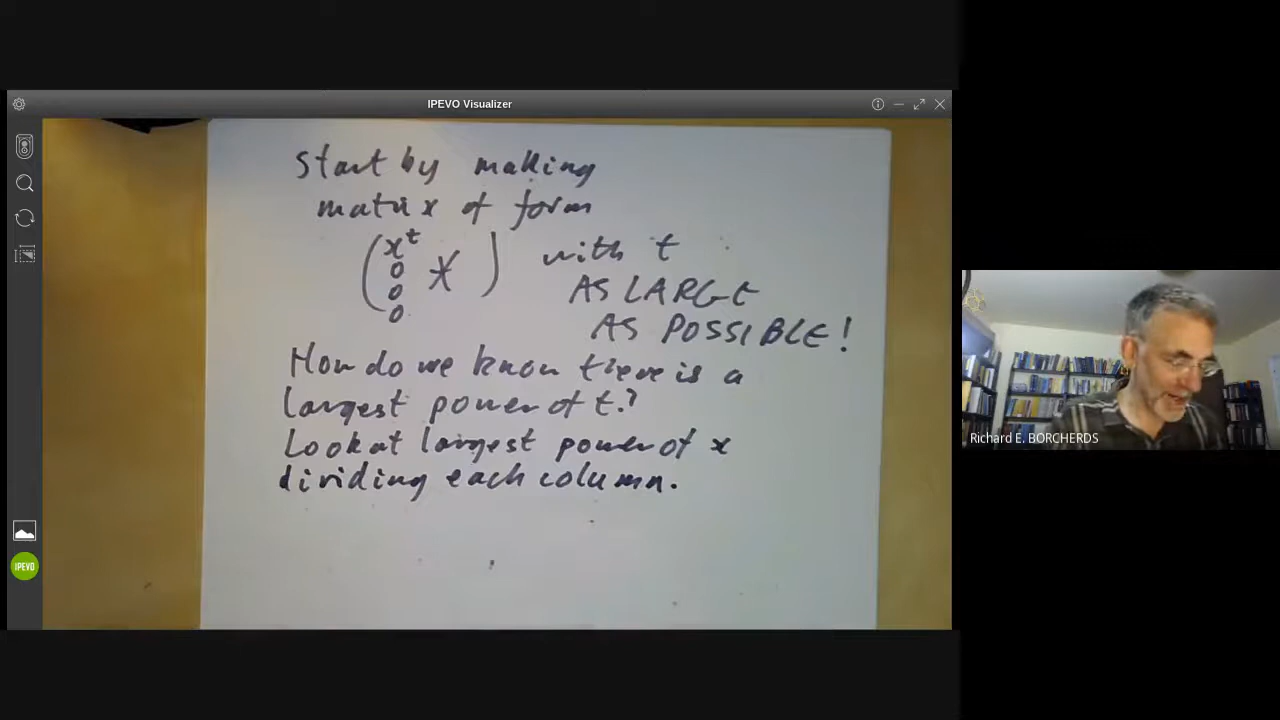 IPEVO Visualizer
Start by making
matrix of form
(x^t 0 0 0 *) with t
AS LARGE
AS POSSIBLE!
How do we know there is a
largest power of t?
Look at largest power of x
dividing each column.
Richard E. BORCHERDS
IPEVO